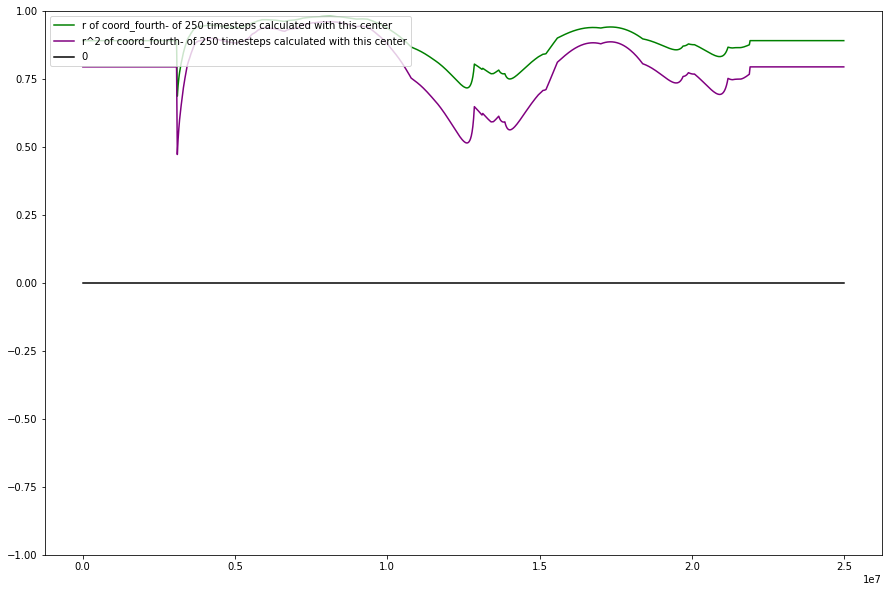 r of coord_fourth- of 250 timesteps calculated with this center
r^2 of coord_fourth- of 250 timesteps calculated with this center
0
1.00
0.75
0.50
0.25
0.00
−0.25
−0.50
−0.75
−1.00
0.0 0.5 1.0 1.5 2.0 2.5
1e7